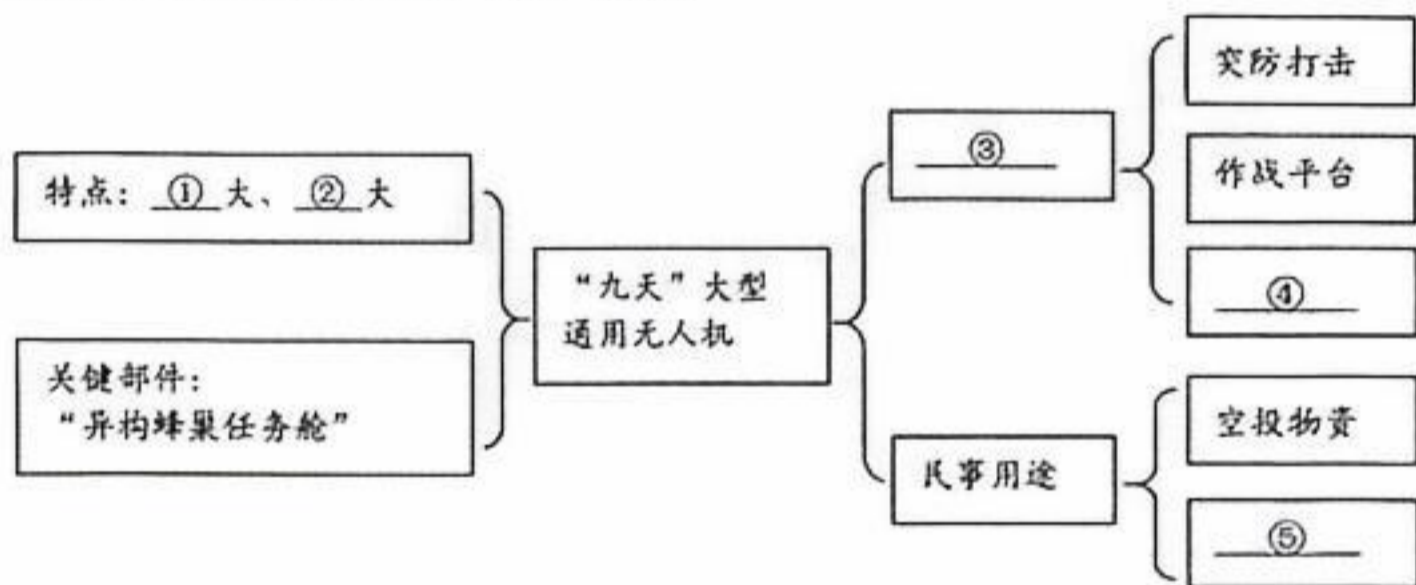 特点：①大、②大
关键部件：
“异构蜂巢任务舱”
“九天”大型
通用无人机
③
民事用途
突防打击
作战平台
④
空投物资
⑤